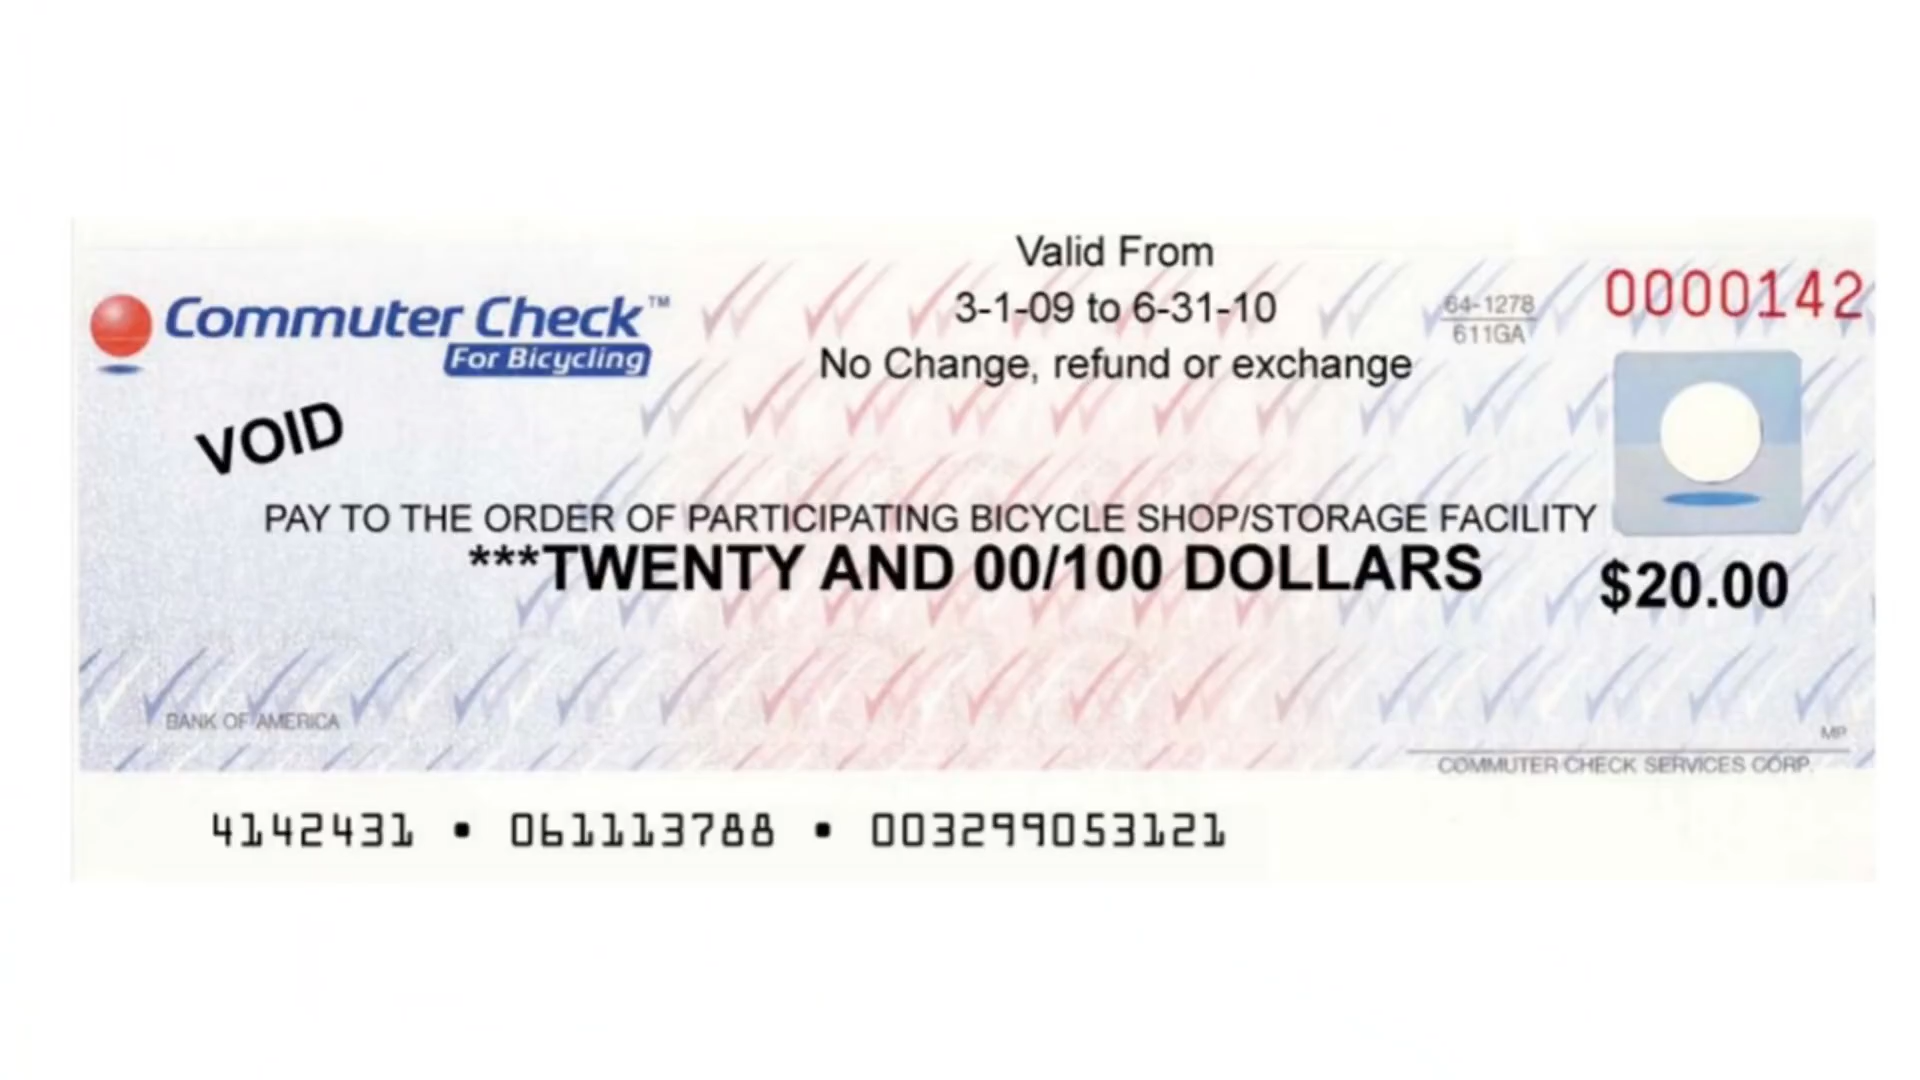 Valid From
Commuter Check™
For Bicycling
3-1-09 to 6-31-10
64-1278
611GA
0000142
No Change, refund or exchange
VOID
PAY TO THE ORDER OF PARTICIPATING BICYCLE SHOP/STORAGE FACILITY
***TWENTY AND 00/100 DOLLARS
$20.00
BANK OF AMERICA
MP
COMMUTER CHECK SERVICES CORP.
4142431 • 061113788 • 003299053121